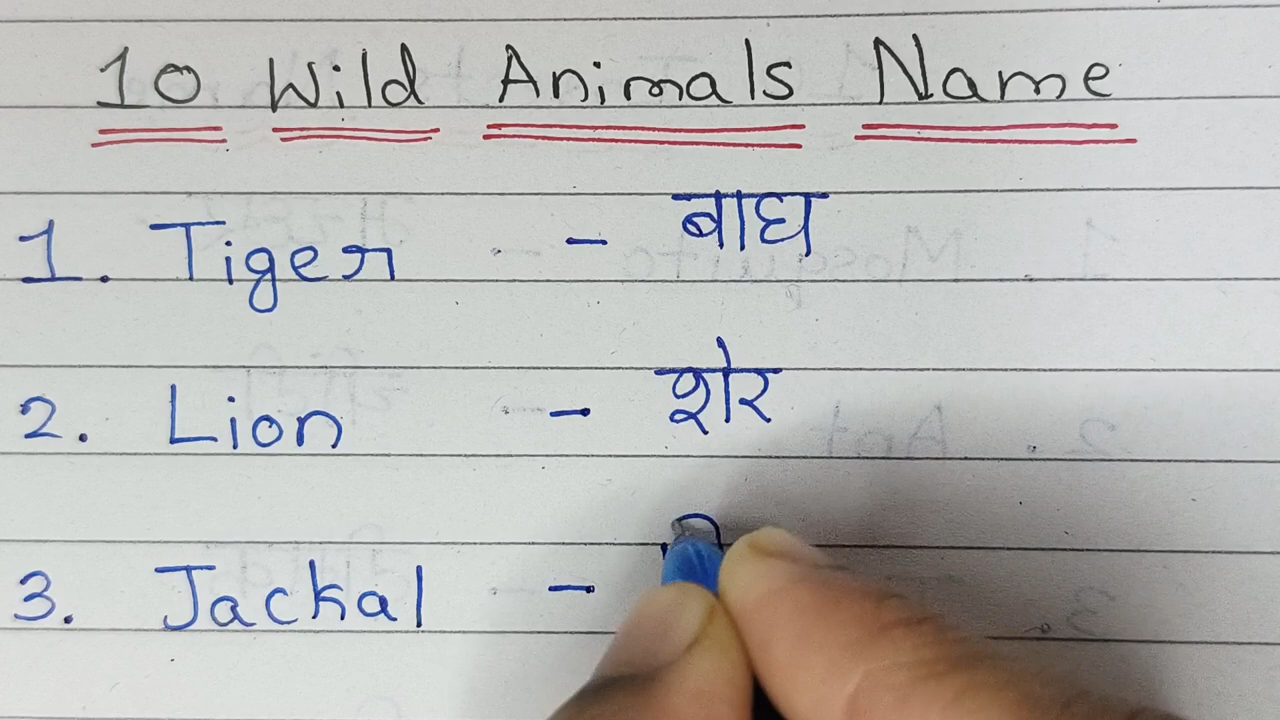 10 Wild Animals Name
1. Tiger - बाघ
2. Lion - शेर
3. Jackal -